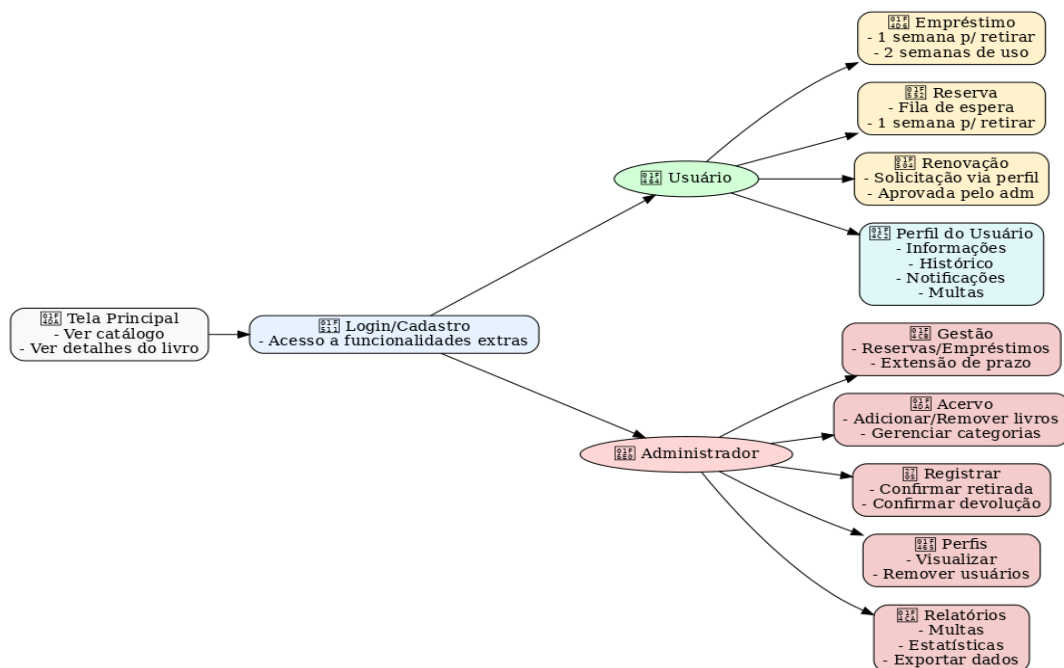 Tela Principal
- Ver catálogo
- Ver detalhes do livro
Login/Cadastro
- Acesso a funcionalidades extras
Usuário
Empréstimo
- 1 semana p/ retirar
- 2 semanas de uso
Reserva
- Fila de espera
- 1 semana p/ retirar
Renovação
- Solicitação via perfil
- Aprovada pelo adm
Perfil do Usuário
- Informações
- Histórico
- Notificações
- Multas
Administrador
Gestão
- Reservas/Empréstimos
- Extensão de prazo
Acervo
- Adicionar/Remover livros
- Gerenciar categorias
Registrar
- Confirmar retirada
- Confirmar devolução
Perfis
- Visualizar
- Remover usuários
Relatórios
- Multas
- Estatísticas
- Exportar dados